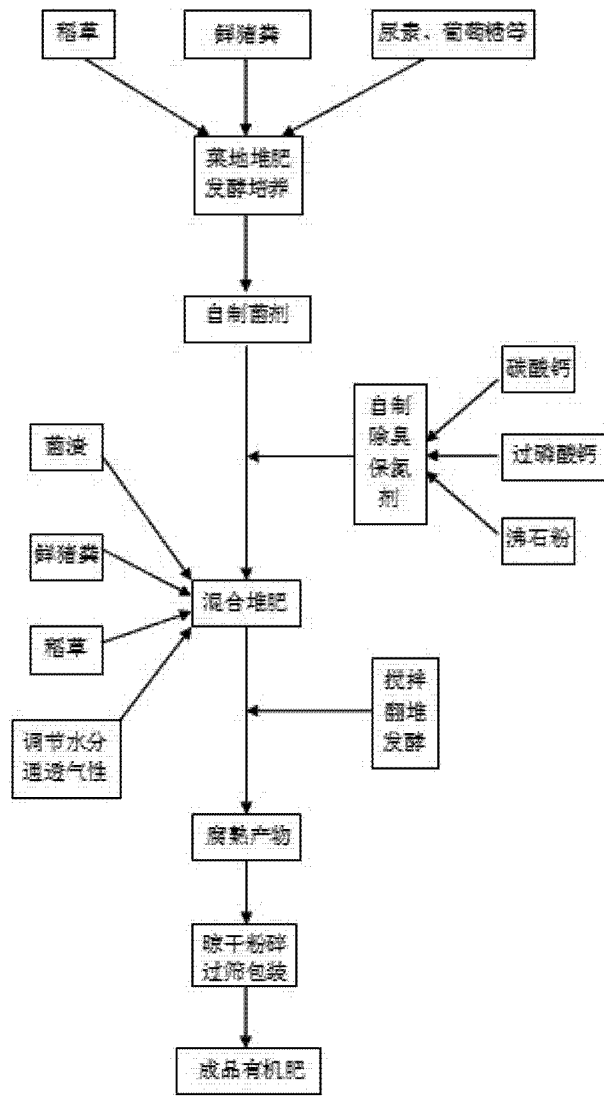 稻草
鲜猪粪
尿素、葡萄糖等
菜地堆肥
发酵培养
自制菌剂
碳酸钙
自制
除臭
保氮
剂
过磷酸钙
沸石粉
菌渣
鲜猪粪
稻草
调节水分
通透气性
混合堆肥
搅拌
翻堆
发酵
腐熟产物
晾干粉碎
过筛包装
成品有机肥